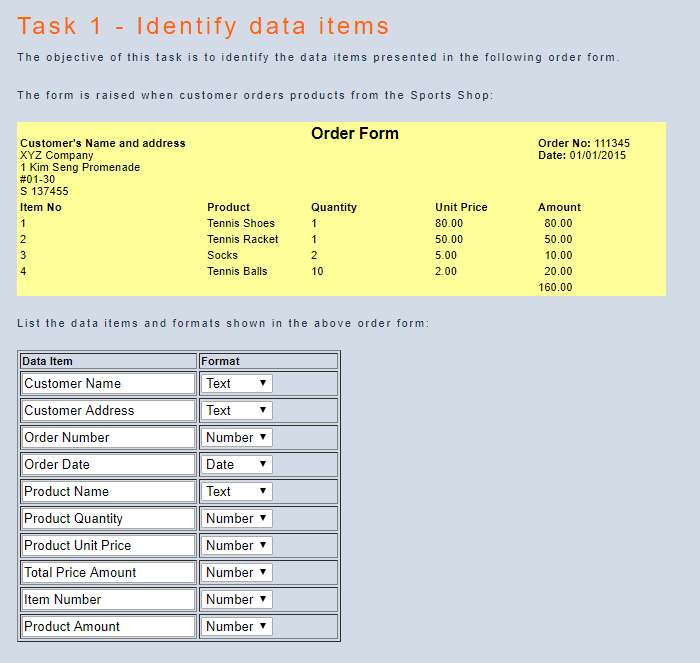 Task 1 - Identify data items
The objective of this task is to identify the data items presented in the following order form.
The form is raised when customer orders products from the Sports Shop:
Order Form
Customer's Name and address Order No: 111345
XYZ Company Date: 01/01/2015
1 Kim Seng Promenade
#01-30
S 137455
Item No Product Quantity Unit Price Amount
1 Tennis Shoes 1 80.00 80.00
2 Tennis Racket 1 50.00 50.00
3 Socks 2 5.00 10.00
4 Tennis Balls 10 2.00 20.00
160.00
List the data items and formats shown in the above order form:
Data Item Format
Customer Name Text
Customer Address Text
Order Number Number
Order Date Date
Product Name Text
Product Quantity Number
Product Unit Price Number
Total Price Amount Number
Item Number Number
Product Amount Number